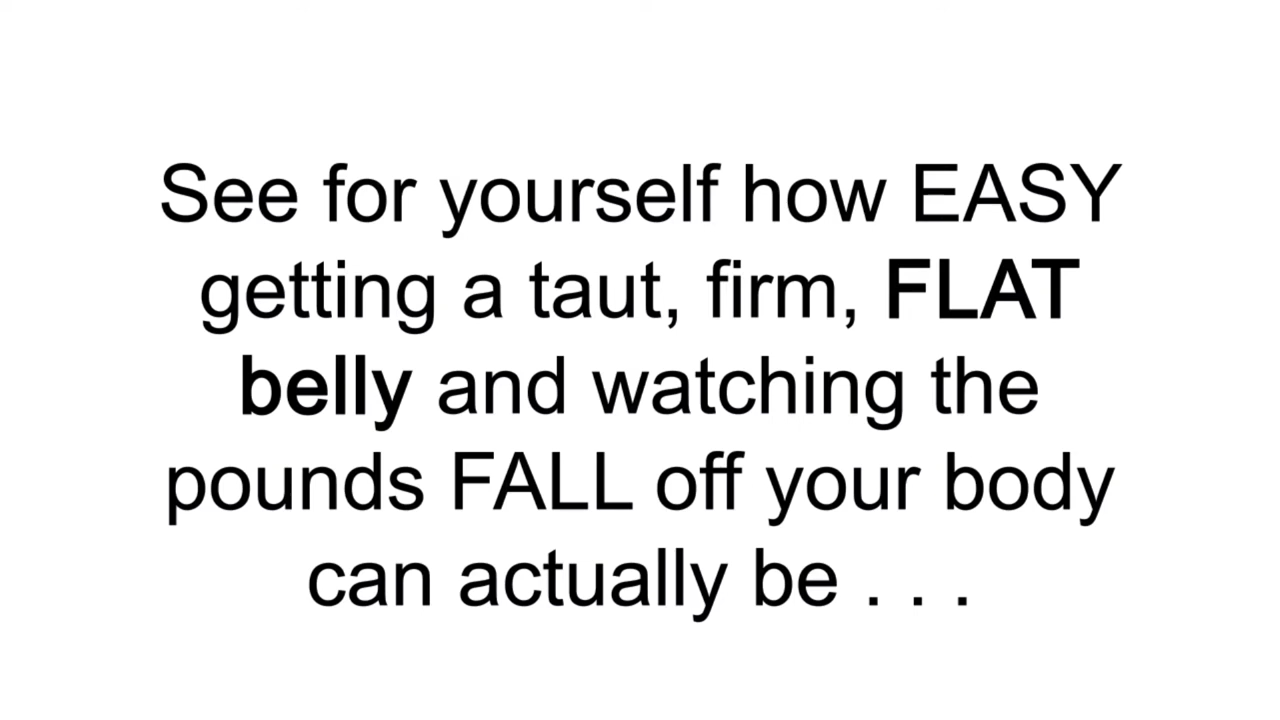 See for yourself how EASY
getting a taut, firm, FLAT
belly and watching the
pounds FALL off your body
can actually be . . .